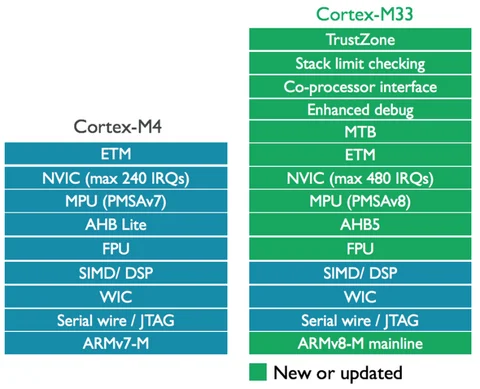 Cortex-M4
ETM
NVIC (max 240 IRQs)
MPU (PMSAv7)
AHB Lite
FPU
SIMD/ DSP
WIC
Serial wire / JTAG
ARMv7-M
Cortex-M33
TrustZone
Stack limit checking
Co-processor interface
Enhanced debug
MTB
ETM
NVIC (max 480 IRQs)
MPU (PMSAv8)
AHB5
FPU
SIMD/ DSP
WIC
Serial wire / JTAG
ARMv8-M mainline
New or updated